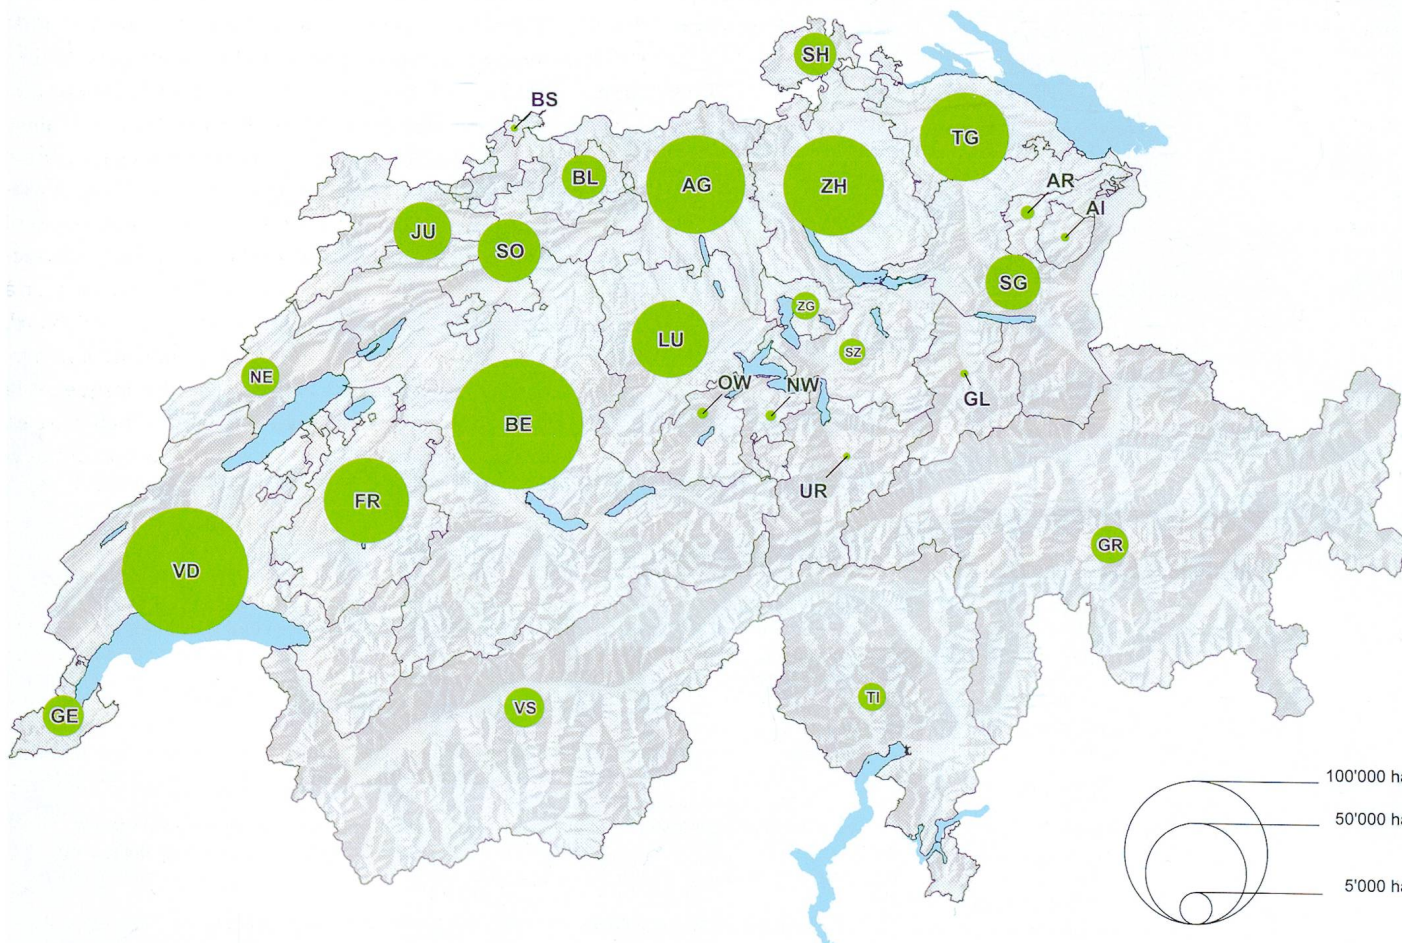 SH
BS
TG
BL
AG
ZH
AR
AI
JU
SO
SG
ZG
LU
SZ
NE
OW
NW
GL
BE
UR
FR
GR
VD
VS
TI
GE
100'000 ha
50'000 ha
5'000 ha